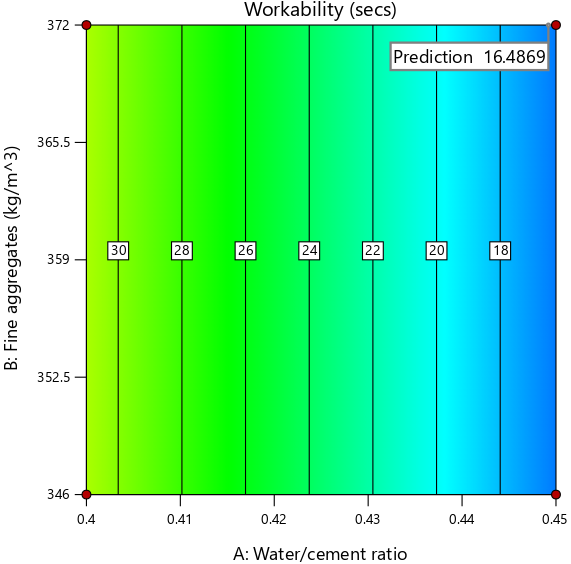 Workability (secs)
372
Prediction 16.4869
365.5
B: Fine aggregates (kg/m^3)
30 28 26 24 22 20 18
359
352.5
346
0.4 0.41 0.42 0.43 0.44 0.45
A: Water/cement ratio